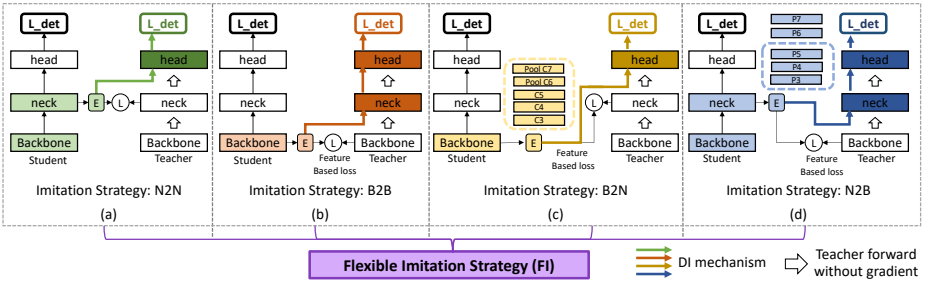 L_det
L_det
head
head
neck
E
L
neck
Backbone
Backbone
Student
Teacher
Imitation Strategy: N2N
(a)
L_det
L_det
head
head
neck
neck
Backbone
E
L
Backbone
Student
Feature
Based loss
Teacher
Imitation Strategy: B2B
(b)
L_det
L_det
head
head
Pool C7
Pool C6
C5
C4
C3
neck
L
neck
Backbone
E
Backbone
Student
Feature
Based loss
Teacher
Imitation Strategy: B2N
(c)
L_det
P7
P6
L_det
head
P5
P4
P3
head
neck
E
neck
Backbone
L
Backbone
Student
Feature
Based loss
Teacher
Imitation Strategy: N2B
(d)
Flexible Imitation Strategy (FI)
DI mechanism
Teacher forward
without gradient